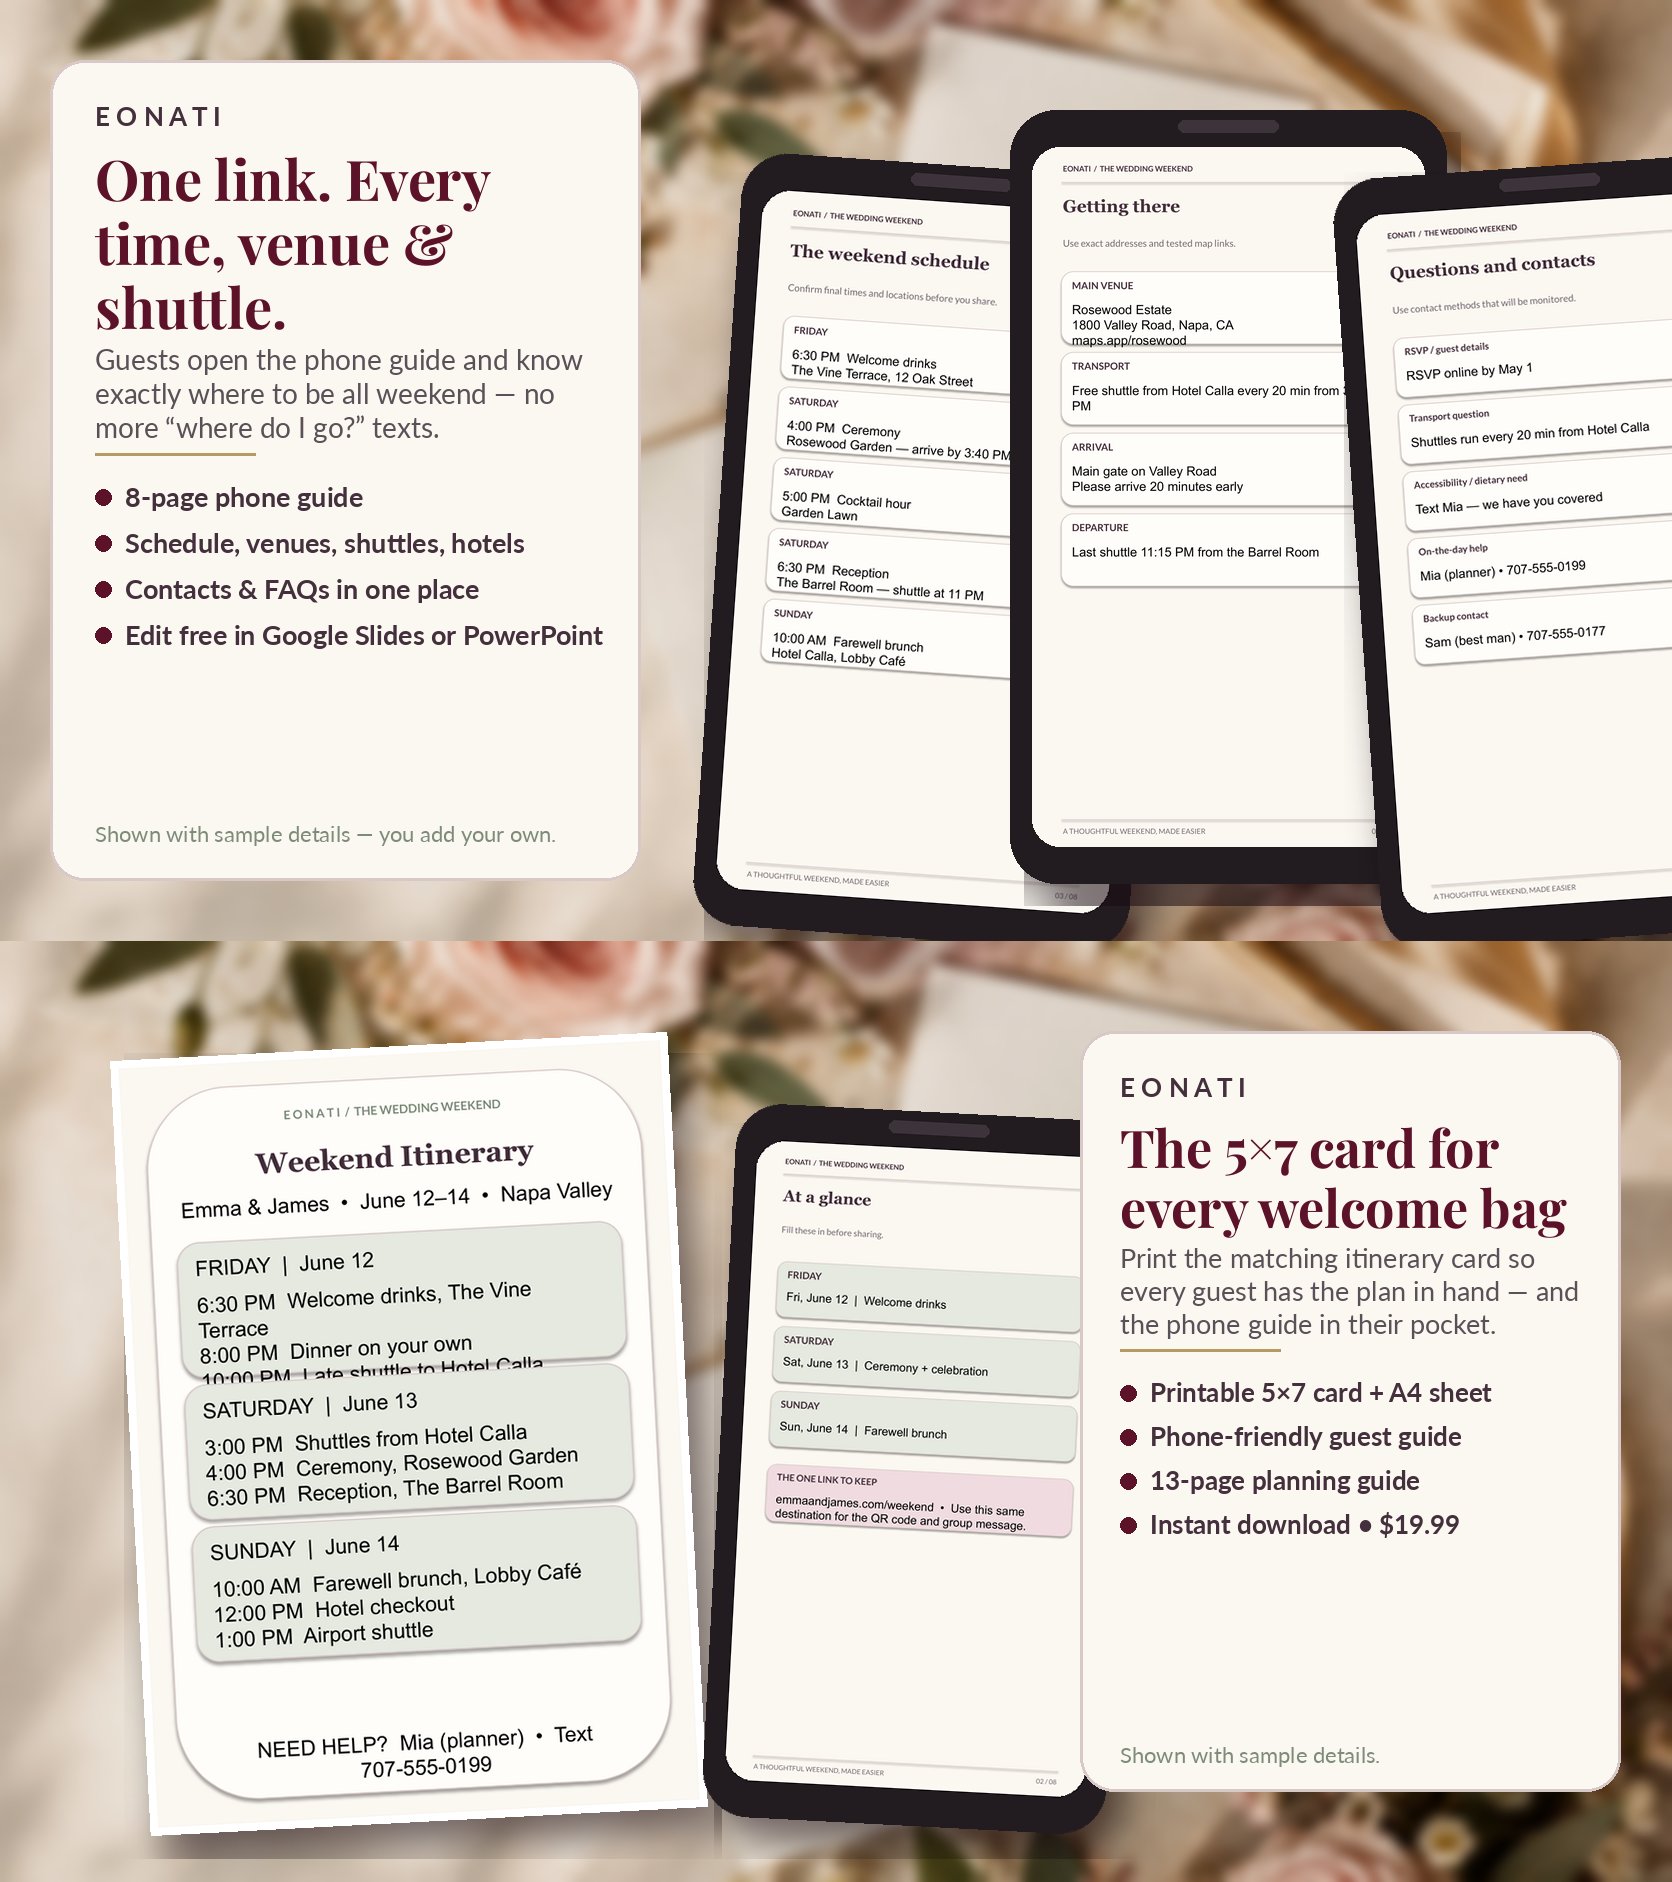 EONATI
One link. Every
time, venue &
shuttle.
Guests open the phone guide and know
exactly where to be all weekend — no
more “where do I go?” texts.
8-page phone guide
Schedule, venues, shuttles, hotels
Contacts & FAQs in one place
Edit free in Google Slides or PowerPoint
Shown with sample details — you add your own.
EONATI / THE WEDDING WEEKEND
The weekend schedule
Confirm final times and locations before you share.
FRIDAY
6:30 PM Welcome drinks
The Vine Terrace, 12 Oak Street
SATURDAY
4:00 PM Ceremony
Rosewood Garden — arrive by 3:40 PM
SATURDAY
5:00 PM Cocktail hour
Garden Lawn
SATURDAY
6:30 PM Reception
The Barrel Room — shuttle at 11 PM
SUNDAY
10:00 AM Farewell brunch
Hotel Calla, Lobby Café
A THOUGHTFUL WEEKEND, MADE EASIER
03 / 08
EONATI / THE WEDDING WEEKEND
Getting there
Use exact addresses and tested map links.
MAIN VENUE
Rosewood Estate
1800 Valley Road, Napa, CA
maps.app/rosewood
TRANSPORT
Free shuttle from Hotel Calla every 20 min from
PM
ARRIVAL
Main gate on Valley Road
Please arrive 20 minutes early
DEPARTURE
Last shuttle 11:15 PM from the Barrel Room
A THOUGHTFUL WEEKEND, MADE EASIER
EONATI / THE WEDDING WEEKEND
Questions and contacts
Use contact methods that will be monitored.
RSVP / guest details
RSVP online by May 1
Transport question
Shuttles run every 20 min from Hotel Calla
Accessibility / dietary need
Text Mia — we have you covered
On-the-day help
Mia (planner) • 707-555-0199
Backup contact
Sam (best man) • 707-555-0177
A THOUGHTFUL WEEKEND, MADE EASIER
EONATI / THE WEDDING WEEKEND
Weekend Itinerary
Emma & James • June 12–14 • Napa Valley
FRIDAY | June 12
6:30 PM Welcome drinks, The Vine
Terrace
8:00 PM Dinner on your own
10:00 PM Late shuttle to Hotel Calla
SATURDAY | June 13
3:00 PM Shuttles from Hotel Calla
4:00 PM Ceremony, Rosewood Garden
6:30 PM Reception, The Barrel Room
SUNDAY | June 14
10:00 AM Farewell brunch, Lobby Café
12:00 PM Hotel checkout
1:00 PM Airport shuttle
NEED HELP? Mia (planner) • Text
707-555-0199
EONATI / THE WEDDING WEEKEND
At a glance
Fill these in before sharing.
FRIDAY
Fri, June 12 | Welcome drinks
SATURDAY
Sat, June 13 | Ceremony + celebration
SUNDAY
Sun, June 14 | Farewell brunch
THE ONE LINK TO KEEP
emmaandjames.com/weekend • Use this same
destination for the QR code and group message.
A THOUGHTFUL WEEKEND, MADE EASIER
02 / 08
EONATI
The 5×7 card for
every welcome bag
Print the matching itinerary card so
every guest has the plan in hand — and
the phone guide in their pocket.
Printable 5×7 card + A4 sheet
Phone-friendly guest guide
13-page planning guide
Instant download • $19.99
Shown with sample details.